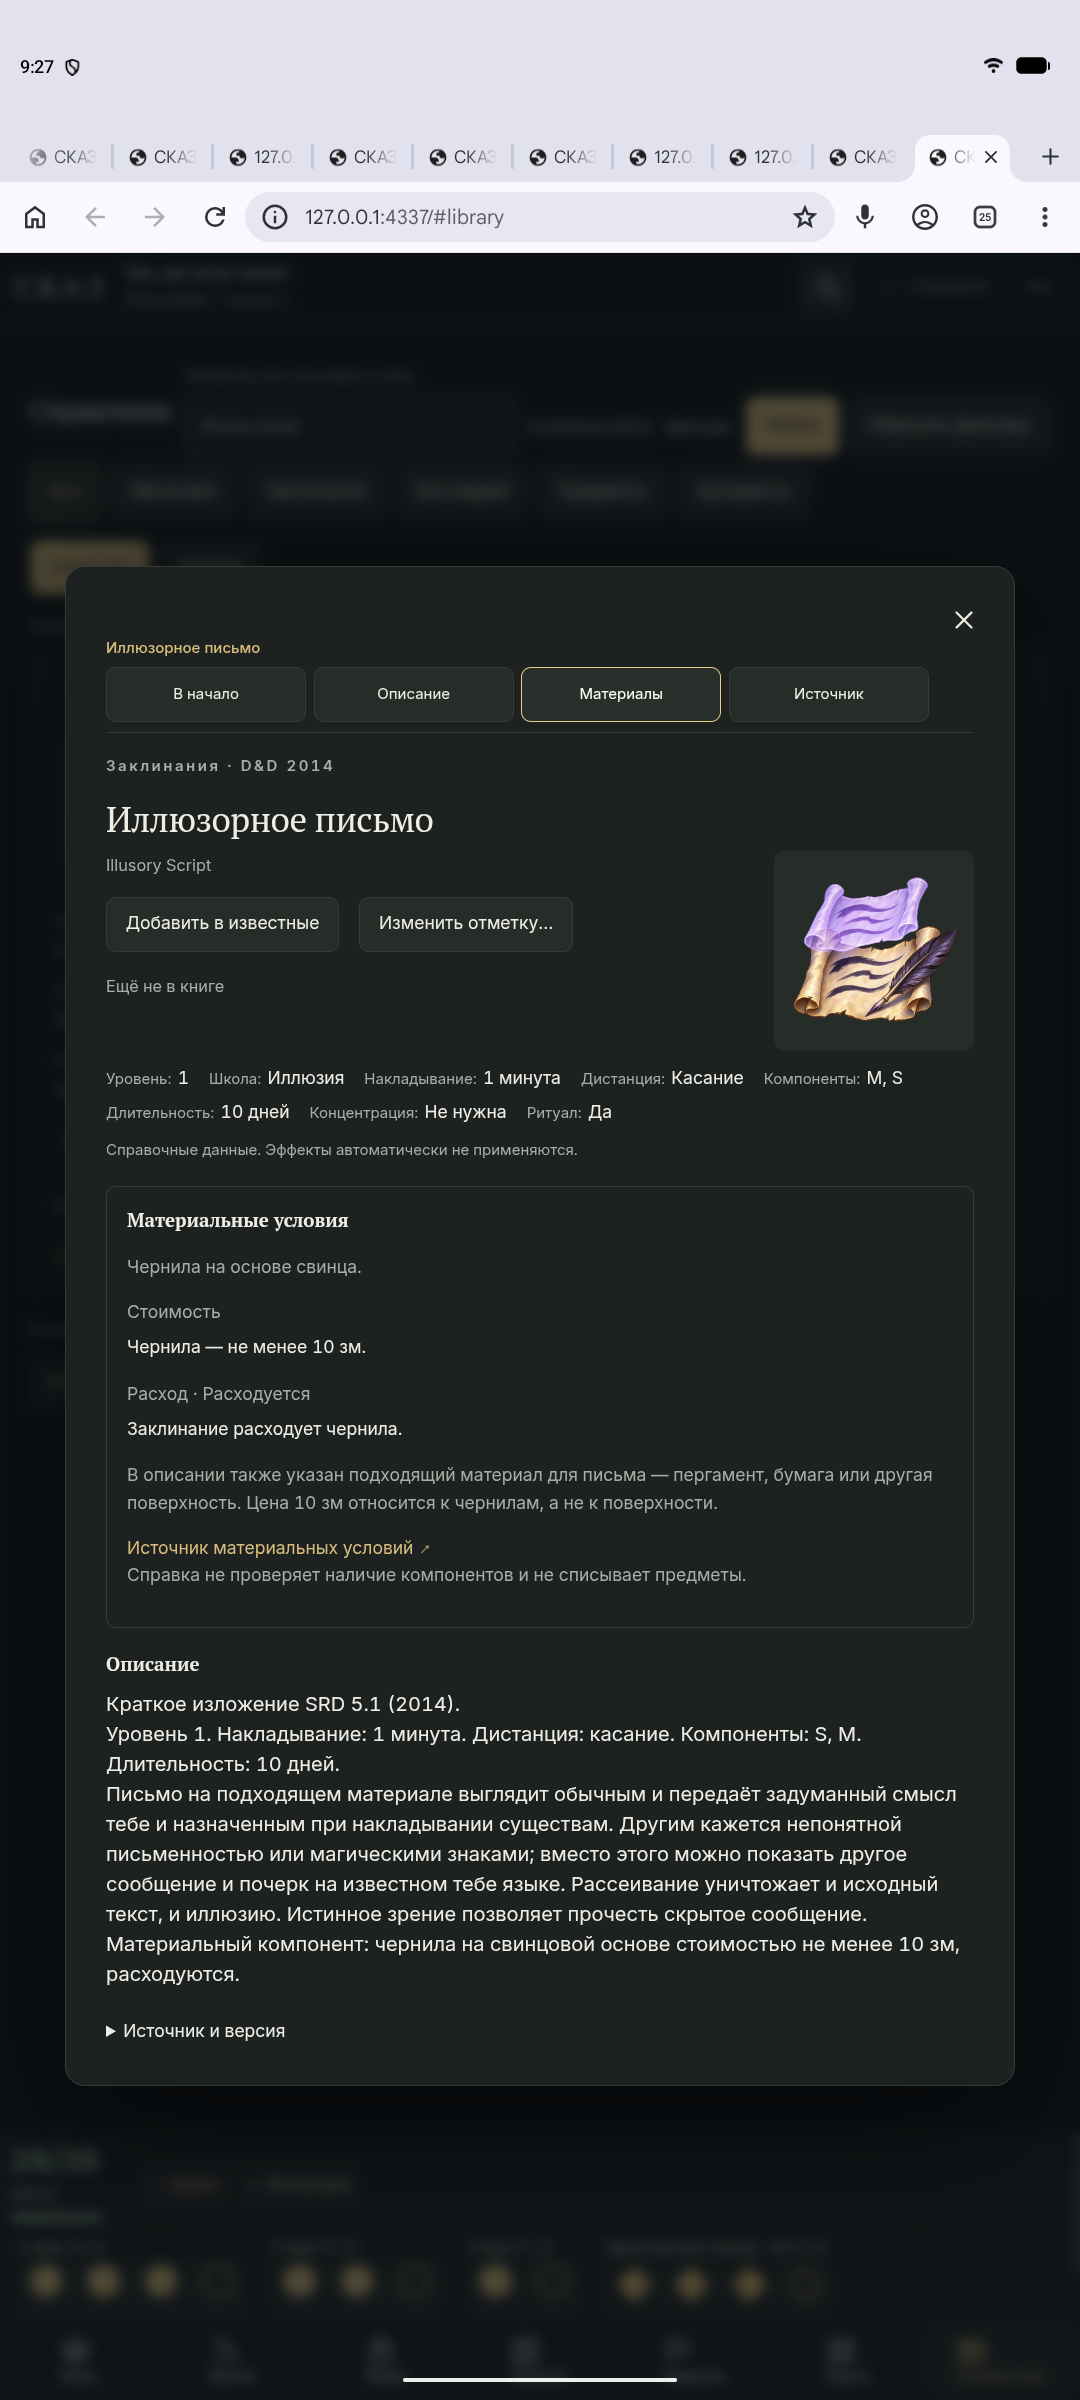 9:27
СКАЗ
СКАЗ
127.0.
СКАЗ
СКАЗ
СКАЗ
127.0.
127.0.
СКАЗ
СК
127.0.0.1:4337/#library
25
Иллюзорное письмо
В начало
Описание
Материалы
Источник
Заклинания · D&D 2014
Иллюзорное письмо
Illusory Script
Добавить в известные
Изменить отметку...
Ещё не в книге
Уровень: 1 Школа: Иллюзия Накладывание: 1 минута Дистанция: Касание Компоненты: M, S
Длительность: 10 дней Концентрация: Не нужна Ритуал: Да
Справочные данные. Эффекты автоматически не применяются.
Материальные условия
Чернила на основе свинца.
Стоимость
Чернила — не менее 10 зм.
Расход · Расходуется
Заклинание расходует чернила.
В описании также указан подходящий материал для письма — пергамент, бумага или другая
поверхность. Цена 10 зм относится к чернилам, а не к поверхности.
Источник материальных условий ↗
Справка не проверяет наличие компонентов и не списывает предметы.
Описание
Краткое изложение SRD 5.1 (2014).
Уровень 1. Накладывание: 1 минута. Дистанция: касание. Компоненты: S, M.
Длительность: 10 дней.
Письмо на подходящем материале выглядит обычным и передаёт задуманный смысл
тебе и назначенным при накладывании существам. Другим кажется непонятной
письменностью или магическими знаками; вместо этого можно показать другое
сообщение и почерк на известном тебе языке. Рассеивание уничтожает и исходный
текст, и иллюзию. Истинное зрение позволяет прочесть скрытое сообщение.
Материальный компонент: чернила на свинцовой основе стоимостью не менее 10 зм,
расходуются.
▶ Источник и версия